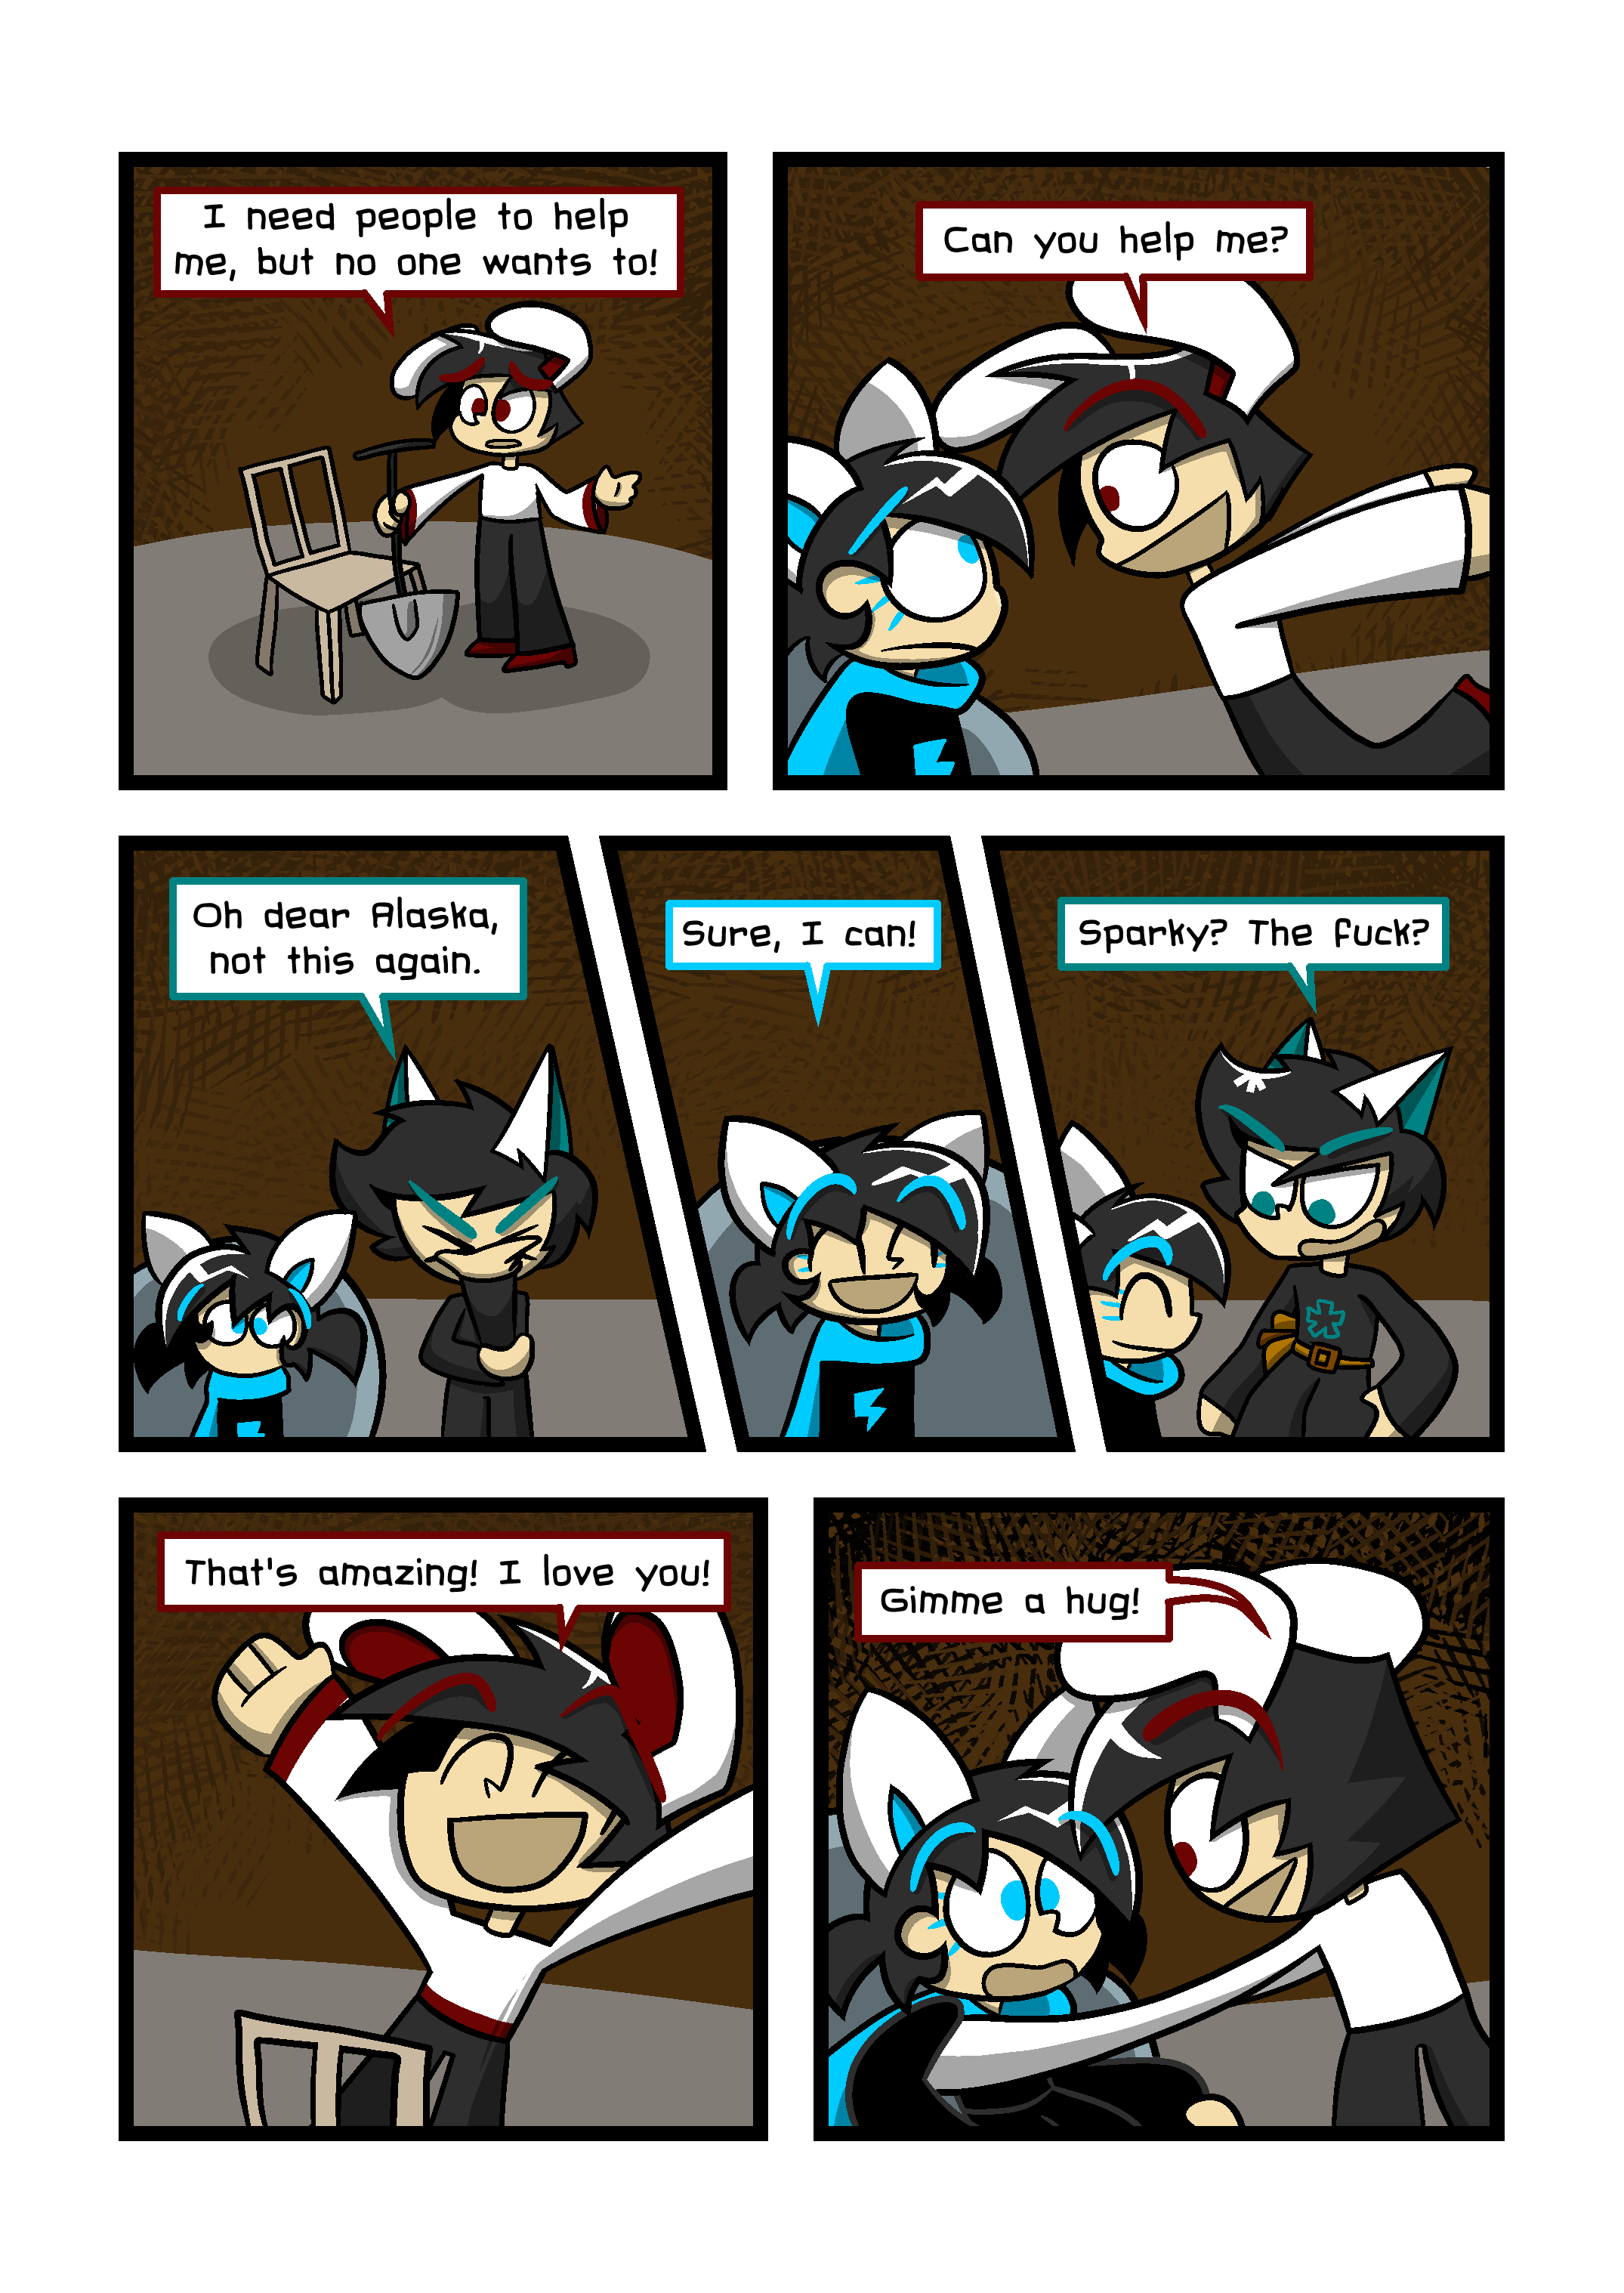 I need people to help
me, but no one wants to!
Can you help me?
Oh dear Alaska,
not this again.
Sure, I can!
Sparky? The fuck?
That's amazing! I love you!
Gimme a hug!